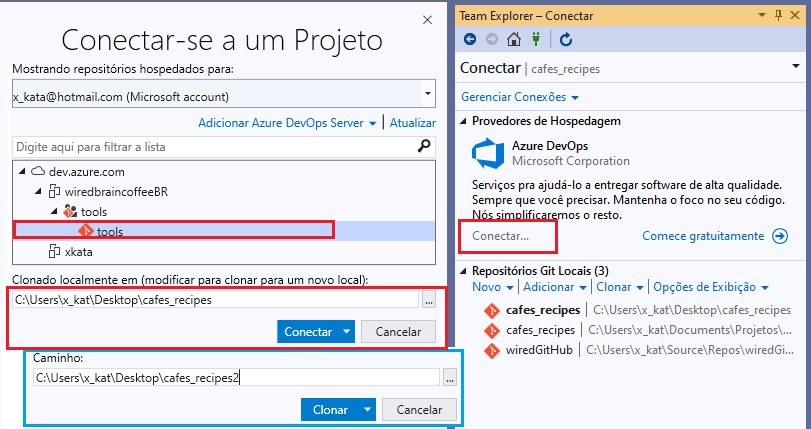 Conectar-se a um Projeto
Mostrando repositórios hospedados para:
x_kata@hotmail.com (Microsoft account)
Adicionar Azure DevOps Server | Atualizar
Digite aqui para filtrar a lista
dev.azure.com
wiredbraincoffeeBR
tools
tools
xkata
Clonado localmente em (modificar para clonar para um novo local):
C:\Users\x_kat\Desktop\cafes_recipes
...
Conectar
Cancelar
Caminho:
C:\Users\x_kat\Desktop\cafes_recipes2
...
Clonar
Cancelar
Team Explorer – Conectar
Conectar | cafes_recipes
Gerenciar Conexões
Provedores de Hospedagem
Azure DevOps
Microsoft Corporation
Serviços pra ajudá-lo a entregar software de alta qualidade.
Sempre que você precisar. Mantenha o foco no seu código.
Nós simplificaremos o resto.
Conectar...
Comece gratuitamente
Repositórios Git Locais (3)
Novo | Adicionar | Clonar | Opções de Exibição
cafes_recipes | C:\Users\x_kat\Desktop\cafes_recipes
cafes_recipes | C:\Users\x_kat\Documents\Projetos\...
wiredGitHub | C:\Users\x_kat\Source\Repos\wiredGi...